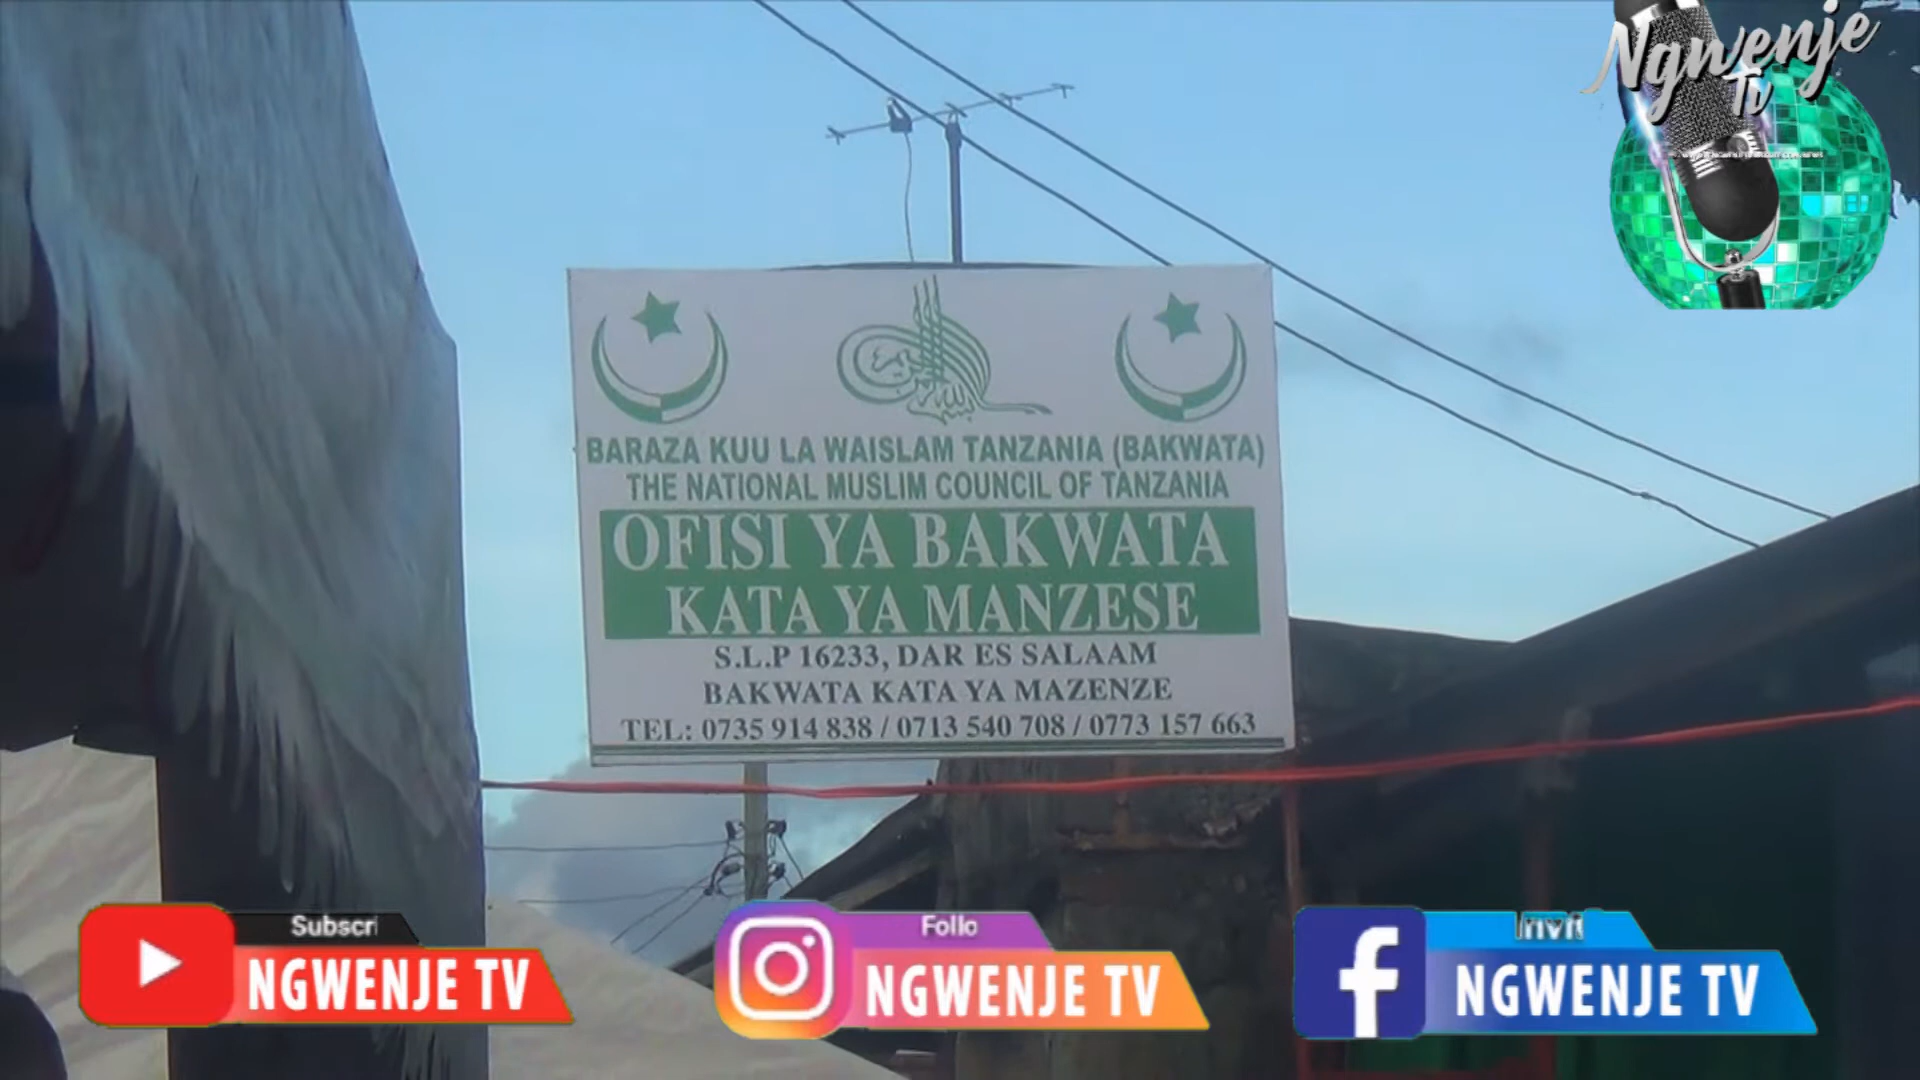 Ngwenje
Tv
BARAZA KUU LA WAISLAM TANZANIA (BAKWATA)
THE NATIONAL MUSLIM COUNCIL OF TANZANIA
OFISI YA BAKWATA
KATA YA MANZESE
S.L.P 16233, DAR ES SALAAM
BAKWATA KATA YA MAZENZE
TEL: 0735 914 838 / 0713 540 708 / 0773 157 663
Subscri
NGWENJE TV
Follo
NGWENJE TV
Invit
NGWENJE TV